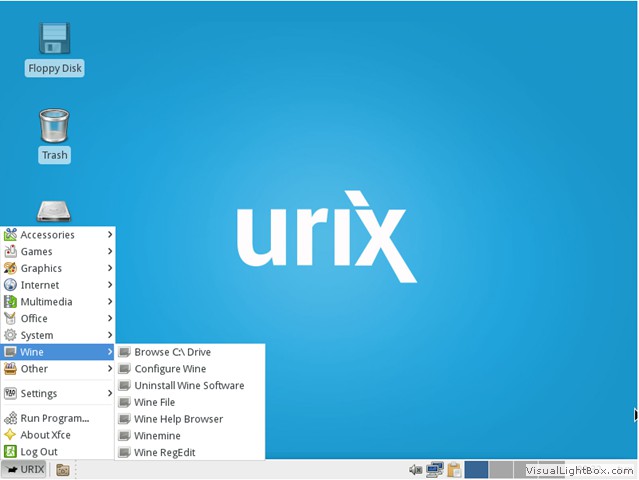 Floppy Disk
Trash
urix
Accessories
Games
Graphics
Internet
Multimedia
Office
System
Wine
Other
Settings
Run Program...
About Xfce
Log Out
Browse C:\ Drive
Configure Wine
Uninstall Wine Software
Wine File
Wine Help Browser
Winemine
Wine RegEdit
URIX
VisualLightBox.com